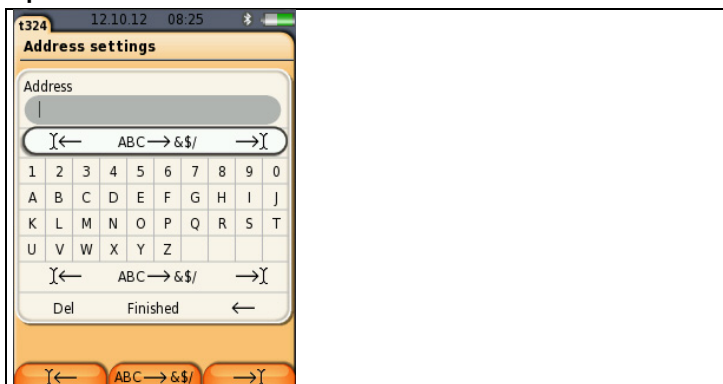 t324 12.10.12 08:25
Address settings
Address
ABC → &$/
1 2 3 4 5 6 7 8 9 0
A B C D E F G H I J
K L M N O P Q R S T
U V W X Y Z
ABC → &$/
Del Finished ←
ABC → &$/